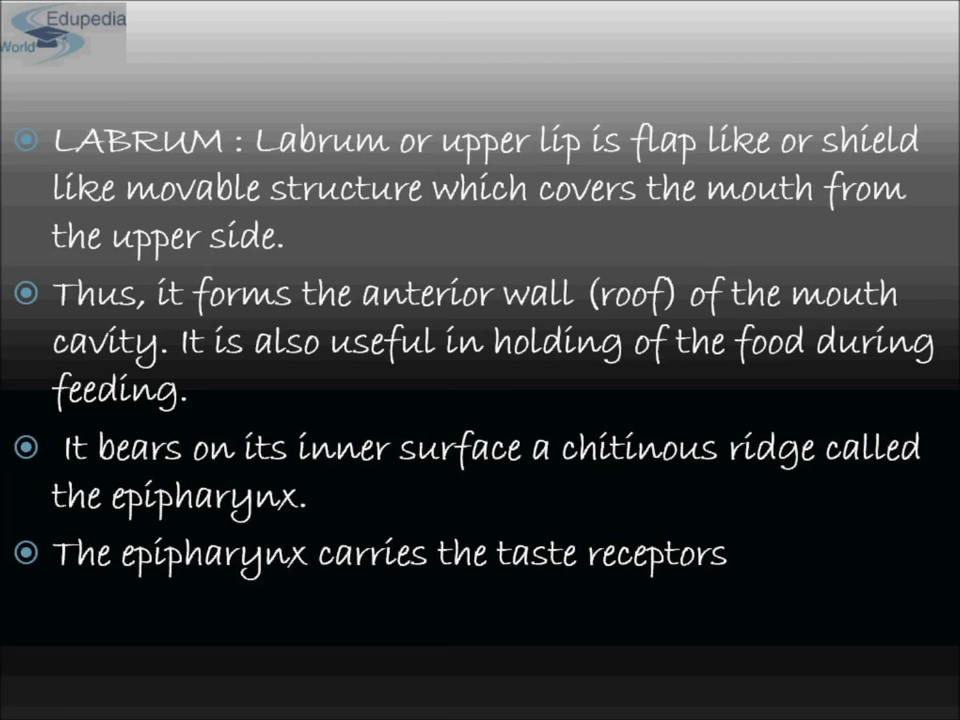 Edupedia
World
LABRUM : Labrum or upper lip is flap like or shield
like movable structure which covers the mouth from
the upper side.
Thus, it forms the anterior wall (roof) of the mouth
cavity. It is also useful in holding of the food during
feeding.
It bears on its inner surface a chitinous ridge called
the epipharynx.
The epipharynx carries the taste receptors